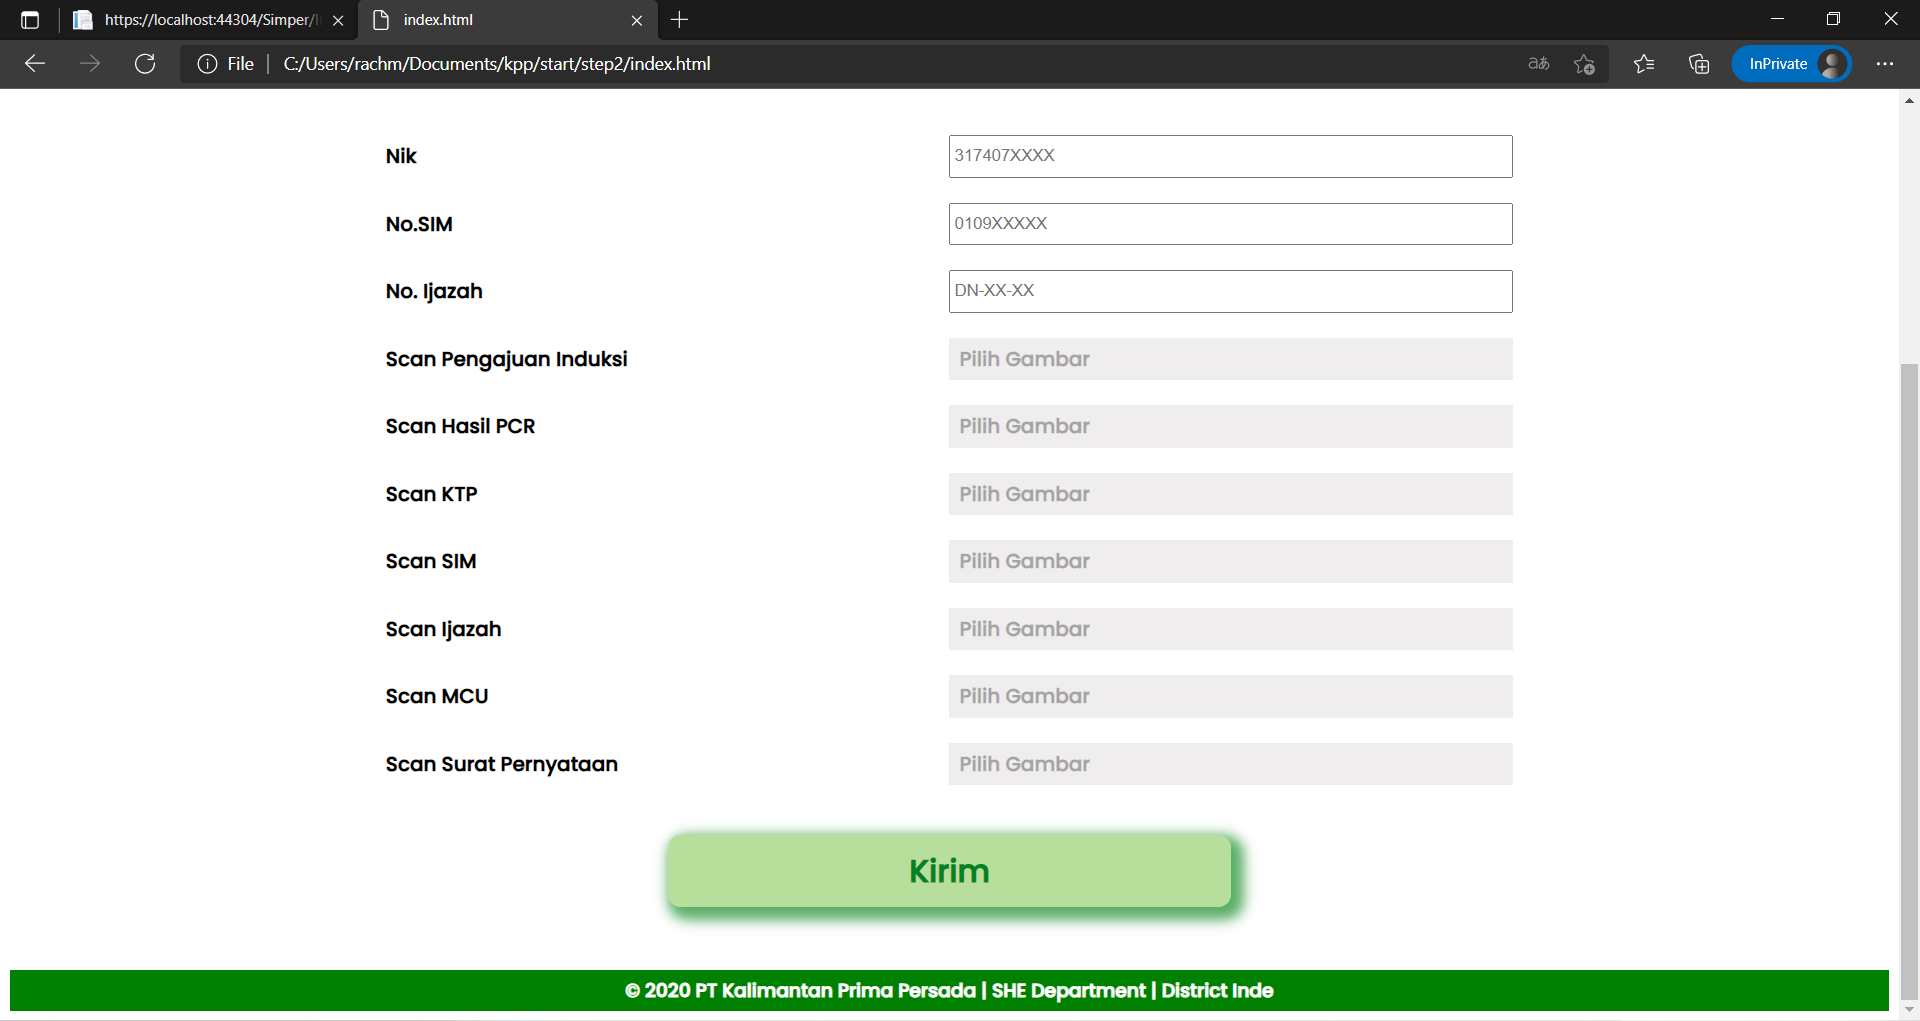 https://localhost:44304/Simper/I
index.html
File
C:/Users/rachm/Documents/kpp/start/step2/index.html
aあ
InPrivate
Nik
317407XXXX
No.SIM
0109XXXXX
No. Ijazah
DN-XX-XX
Scan Pengajuan Induksi
Pilih Gambar
Scan Hasil PCR
Pilih Gambar
Scan KTP
Pilih Gambar
Scan SIM
Pilih Gambar
Scan Ijazah
Pilih Gambar
Scan MCU
Pilih Gambar
Scan Surat Pernyataan
Pilih Gambar
Kirim
© 2020 PT Kalimantan Prima Persada | SHE Department | District Inde